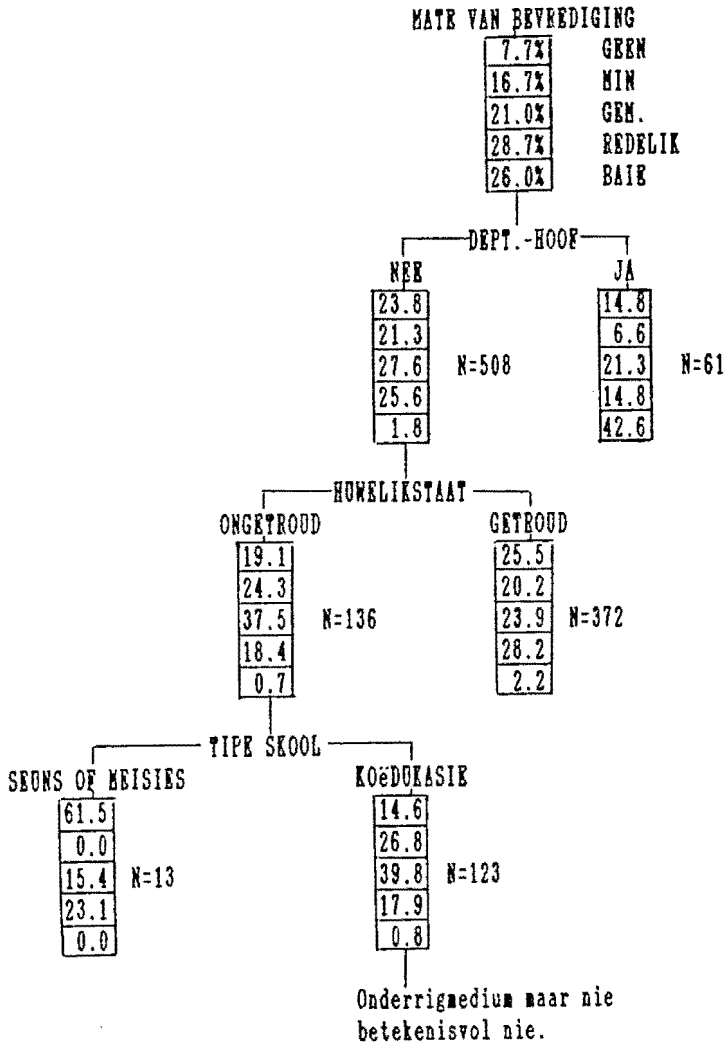 MATE VAN BEVREDIGING
7.7% GEEN
16.7% MIN
21.0% GEM.
28.7% REDELIK
26.0% BAIE
DEPT.-HOOF
NEE JA
23.8 14.8
21.3 6.6
27.6 N=508 21.3 N=61
25.6 14.8
1.8 42.6
HUWELIKSTAAT
ONGETROUD GETROUD
19.1 25.5
24.3 20.2
37.5 N=136 23.9 N=372
18.4 28.2
0.7 2.2
TIPE SKOOL
SEUNS OF MEISIES KOëDUKASIE
61.5 14.6
0.0 26.8
15.4 N=13 39.8 N=123
23.1 17.9
0.0 0.8
Onderrigmedium maar nie
betekenisvol nie.